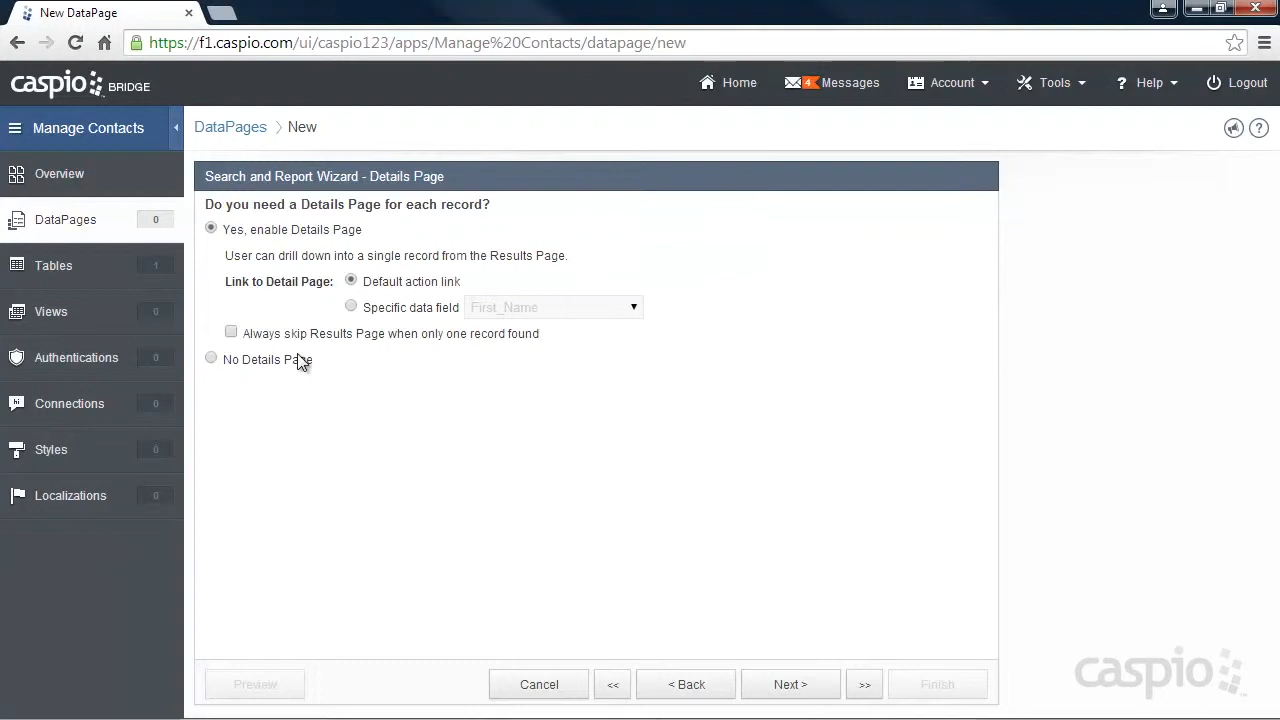 New DataPage
https://f1.caspio.com/ui/caspio123/apps/Manage%20Contacts/datapage/new
caspio BRIDGE
Home
4 Messages
Account
Tools
? Help
Logout
Manage Contacts
DataPages > New
Overview
DataPages 0
Tables 1
Views 0
Authentications 0
hi Connections 0
Styles 0
Localizations 0
?
Search and Report Wizard - Details Page
Do you need a Details Page for each record?
Yes, enable Details Page
User can drill down into a single record from the Results Page.
Link to Detail Page: Default action link
Specific data field First_Name
Always skip Results Page when only one record found
No Details Page
Preview
Cancel
<<
< Back
Next >
>>
Finish
caspio